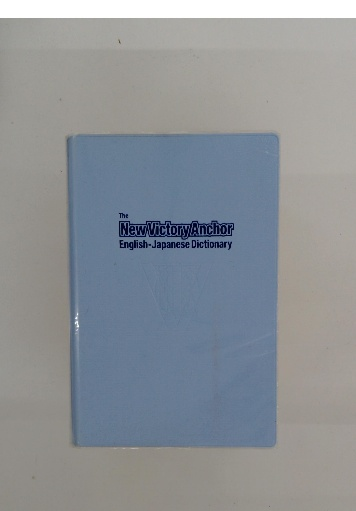 The
New Victory Anchor
English-Japanese Dictionary